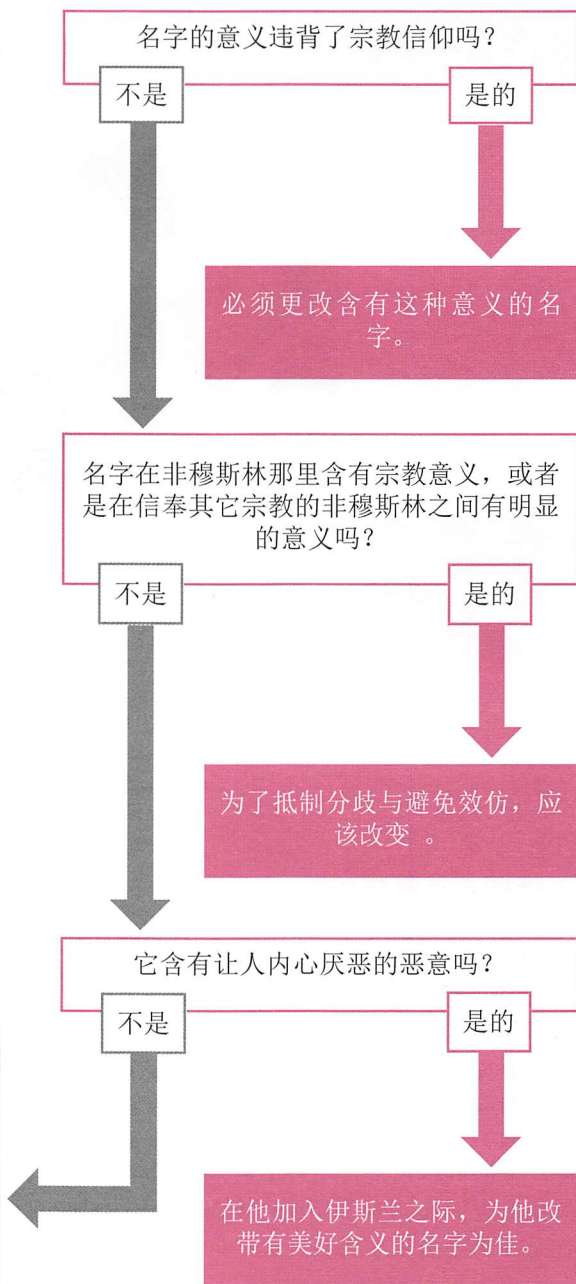 名字的意义违背了宗教信仰吗？
不是
是的
必须更改含有这种意义的名
字。
名字在非穆斯林那里含有宗教意义，或者
是在信奉其它宗教的非穆斯林之间有明显
的意义吗？
不是
是的
为了抵制分歧与避免效仿，应
该改变 。
它含有让人内心厌恶的恶意吗？
不是
是的
在他加入伊斯兰之际，为他改
带有美好含义的名字为佳。